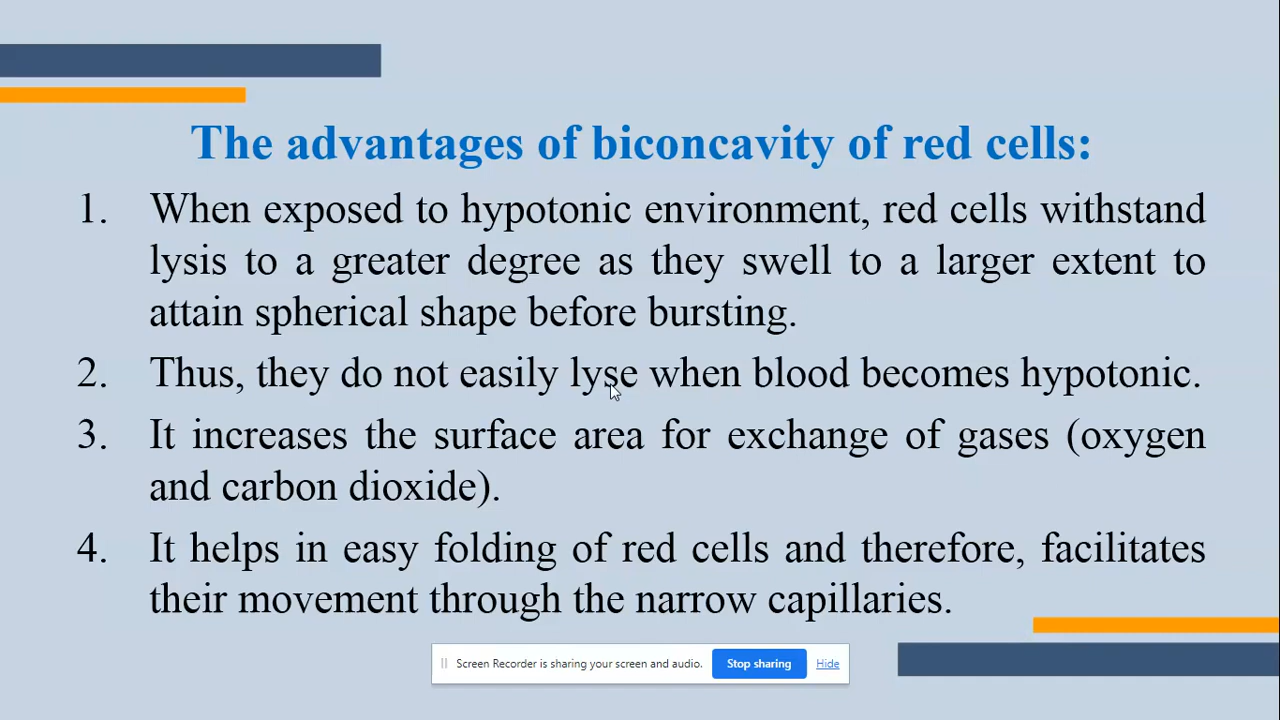 The advantages of biconcavity of red cells:
1. When exposed to hypotonic environment, red cells withstand
lysis to a greater degree as they swell to a larger extent to
attain spherical shape before bursting.
2. Thus, they do not easily lyse when blood becomes hypotonic.
3. It increases the surface area for exchange of gases (oxygen
and carbon dioxide).
4. It helps in easy folding of red cells and therefore, facilitates
their movement through the narrow capillaries.
Screen Recorder is sharing your screen and audio. Stop sharing Hide